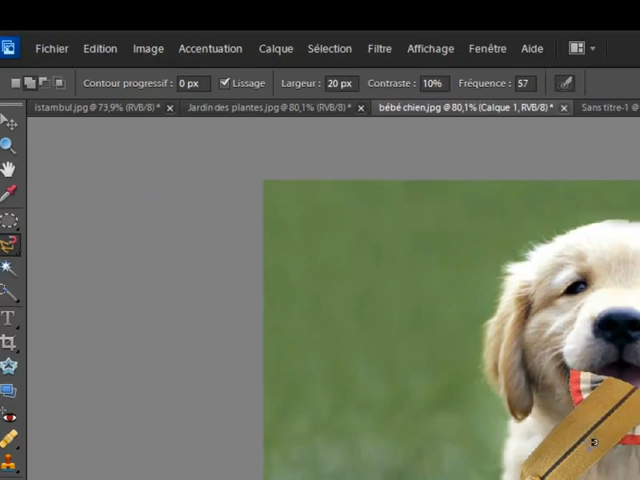 Fichier Edition Image Accentuation Calque Sélection Filtre Affichage Fenêtre Aide
Contour progressif : 0 px Lissage Largeur : 20 px Contraste : 10% Fréquence : 57
istambul.jpg @ 73,9% (RVB/8) * Jardin des plantes.jpg @ 80,1% (RVB/8) * bébé chien.jpg @ 80,1% (Calque 1, RVB/8) * Sans titre-1 @
T